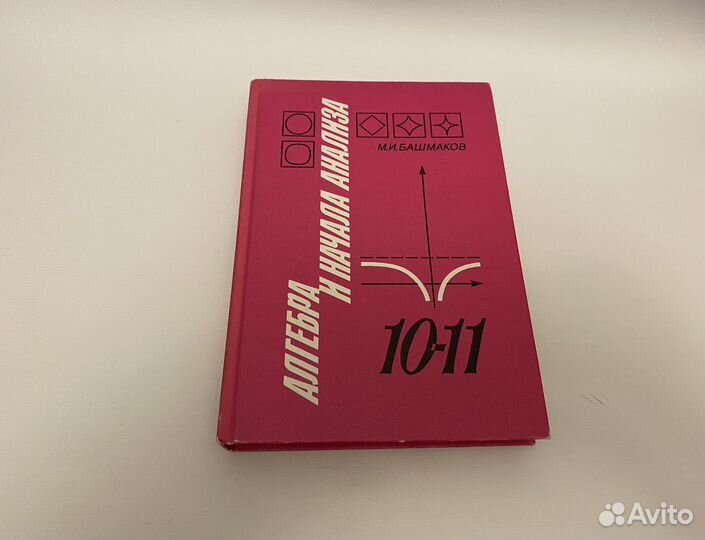 М.И.БАШМАКОВ
АЛГЕБРА
И НАЧАЛА АНАЛИЗА
10-11
Avito